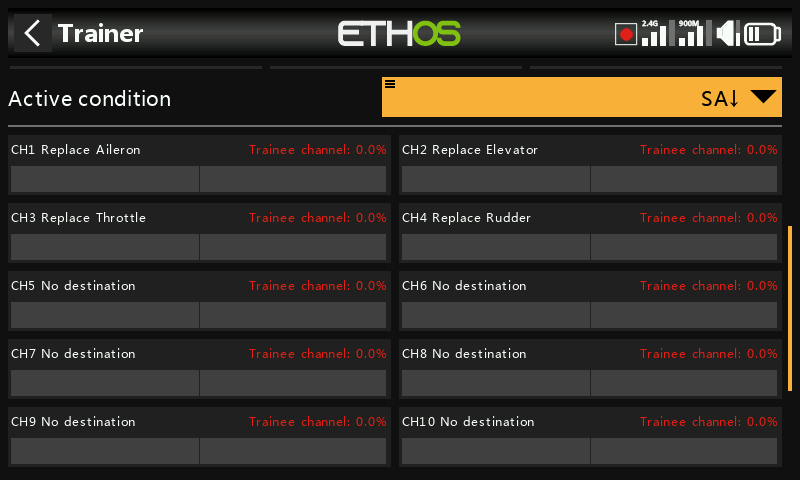 Trainer
ETHOS
2.4G
900M
Active condition
SA↓
CH1 Replace Aileron
Trainee channel: 0.0%
CH2 Replace Elevator
Trainee channel: 0.0%
CH3 Replace Throttle
Trainee channel: 0.0%
CH4 Replace Rudder
Trainee channel: 0.0%
CH5 No destination
Trainee channel: 0.0%
CH6 No destination
Trainee channel: 0.0%
CH7 No destination
Trainee channel: 0.0%
CH8 No destination
Trainee channel: 0.0%
CH9 No destination
Trainee channel: 0.0%
CH10 No destination
Trainee channel: 0.0%